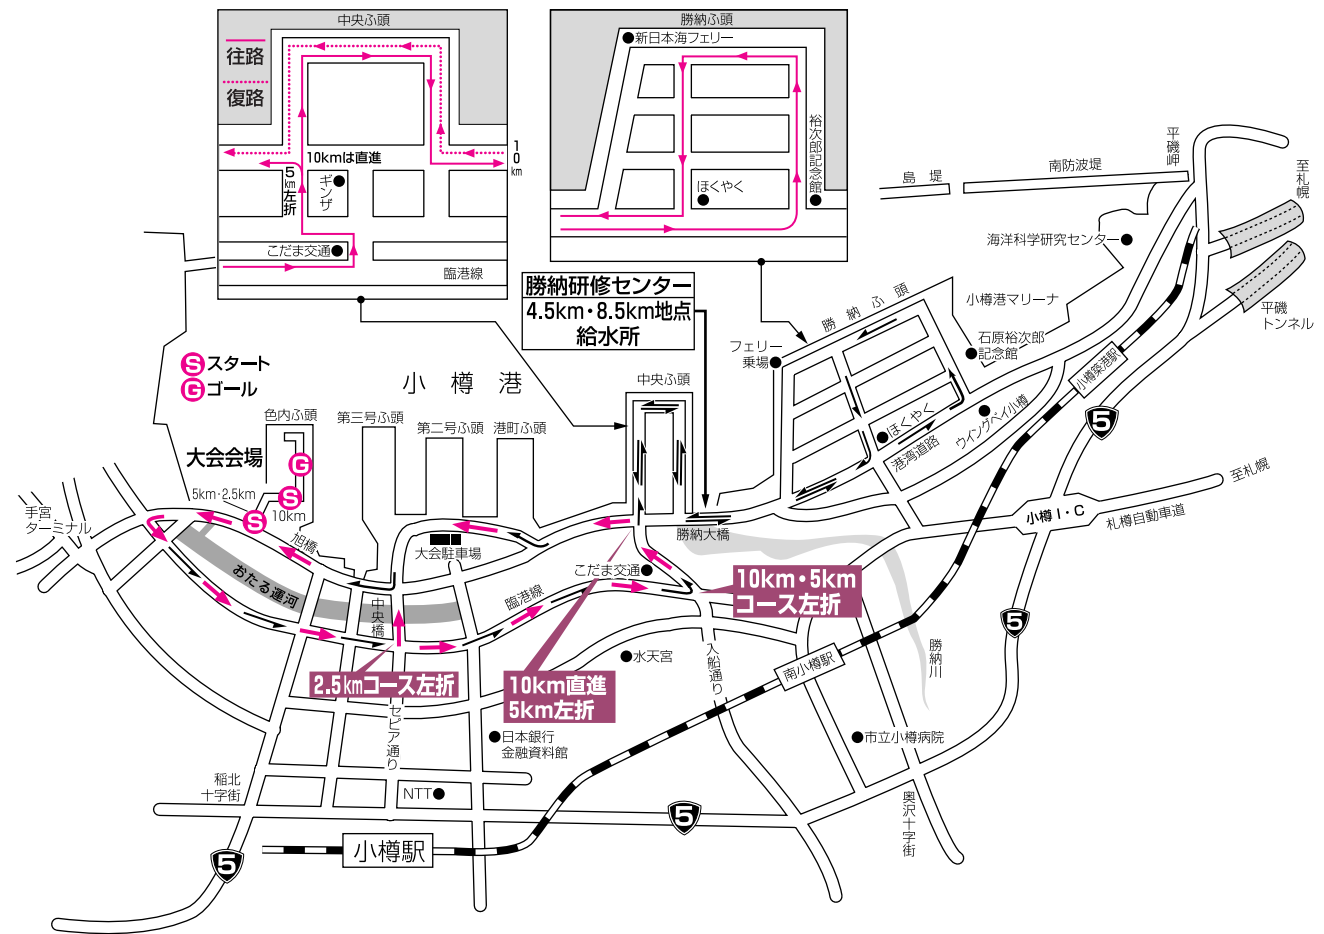 中央ふ頭
往路
復路
10kmは直進
5km左折
ギンザ
10km
こだま交通
臨港線
勝納ふ頭
新日本海フェリー
裕次郎記念館
ほくやく
平磯岬
南防波堤
島堤
至札幌
海洋科学研究センター
勝納研修センター
4.5km・8.5km地点
給水所
小樽港マリーナ
平磯
トンネル
勝納ふ頭
石原裕次郎
記念館
フェリー
乗場
小樽築港駅
Sスタート
Gゴール
小樽港
中央ふ頭
色内ふ頭
第三号ふ頭
第二号ふ頭
港町ふ頭
ほくやく
ウイングベイ小樽
港湾道路
5
大会会場
G
5km・2.5km
S
S
10km
手宮
ターミナル
旭橋
至札幌
小樽I・C
札樽自動車道
勝納大橋
大会駐車場
おたる運河
こだま交通
中央橋
臨港線
10km・5km
コース左折
5
入船通り
水天宮
南小樽駅
勝納川
2.5kmコース左折
10km直進
5km左折
セピア通り
日本銀行
金融資料館
市立小樽病院
稲北
十字街
NTT
奥沢十字街
5
小樽駅
5